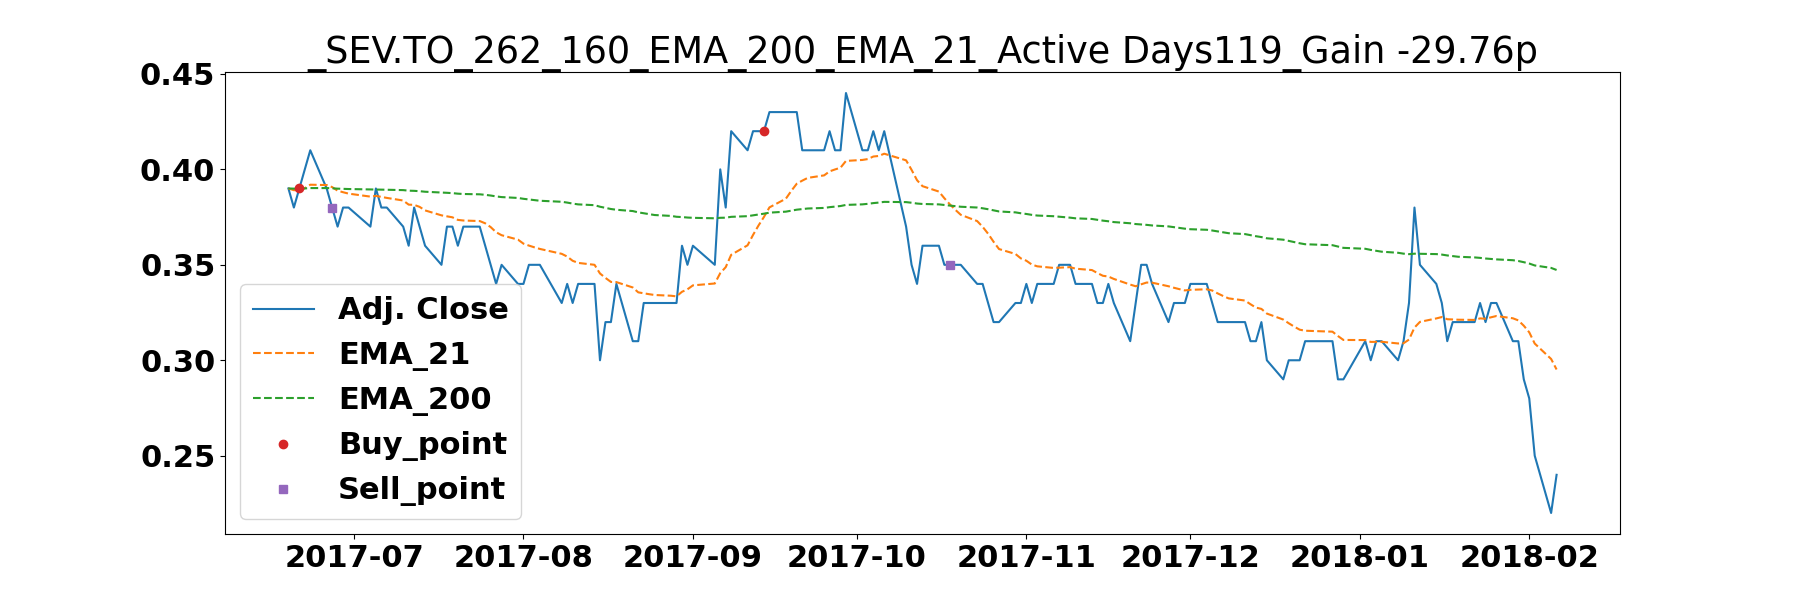 _SEV.TO_262_160_EMA_200_EMA_21_Active Days119_Gain -29.76p
0.45
0.40
0.35
0.30
0.25
Adj. Close
EMA_21
EMA_200
Buy_point
Sell_point
2017-07 2017-08 2017-09 2017-10 2017-11 2017-12 2018-01 2018-02